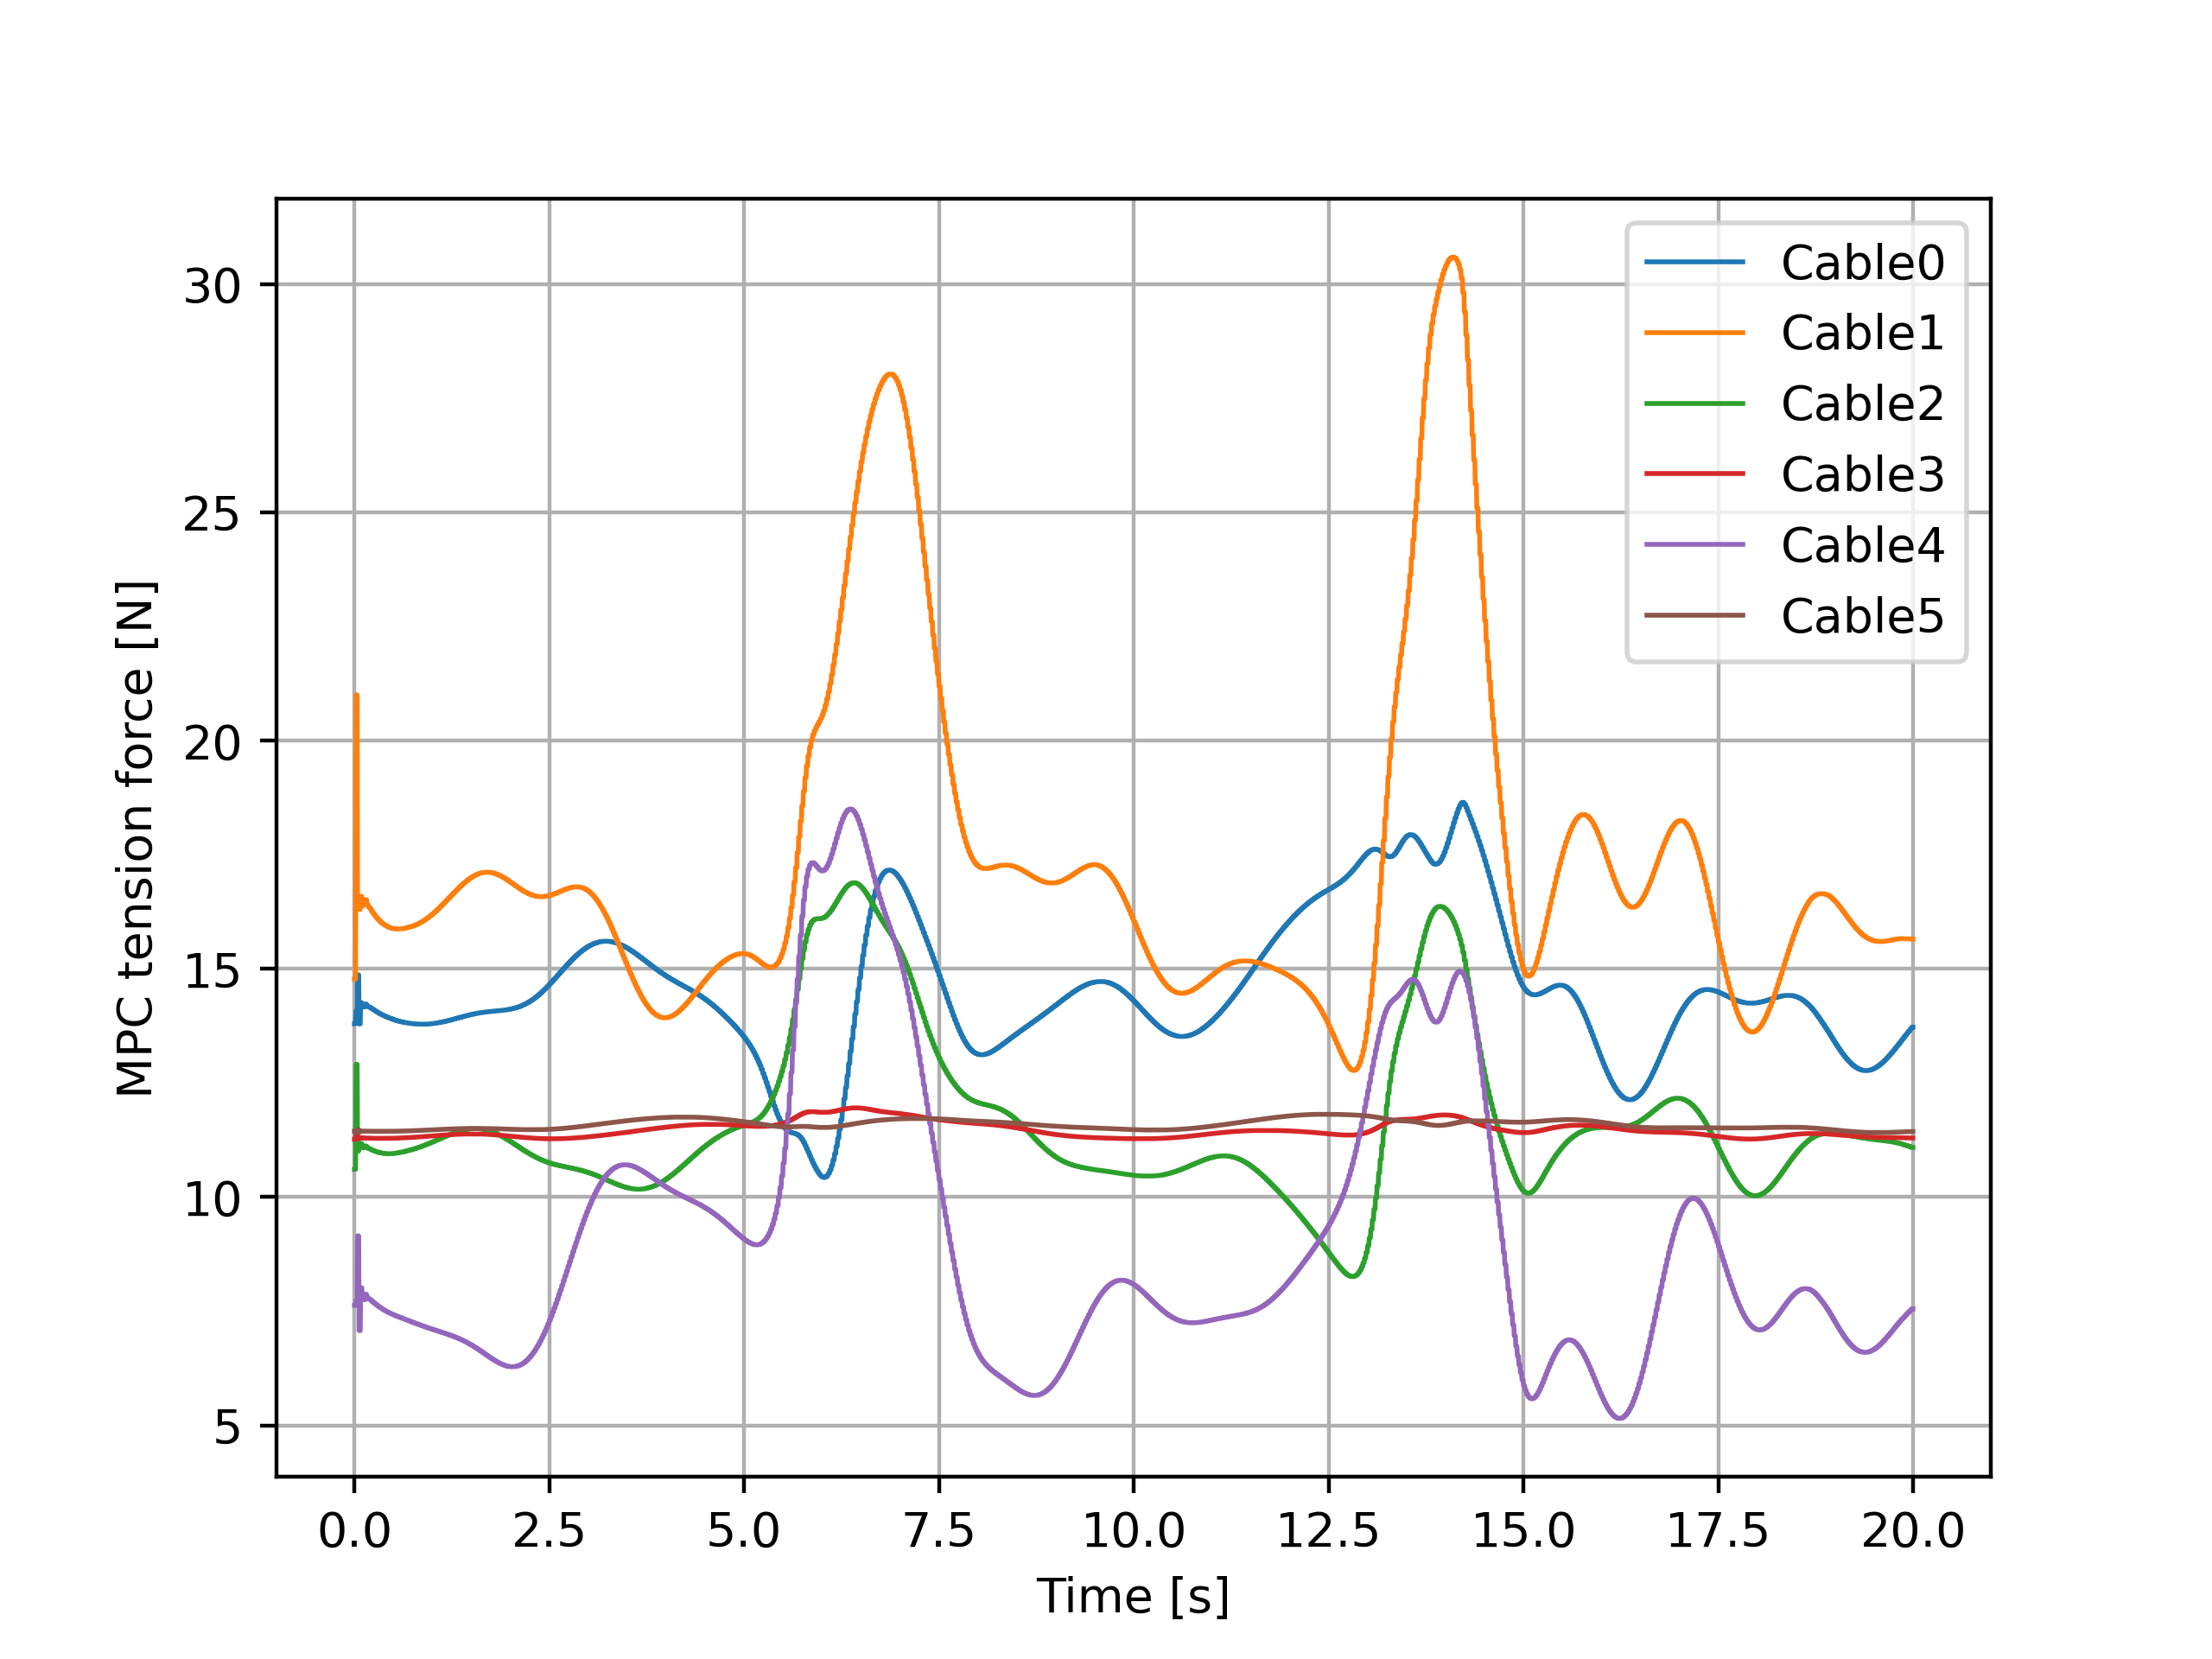 30
25
20
15
10
5
MPC tension force [N]
Cable0
Cable1
Cable2
Cable3
Cable4
Cable5
0.0 2.5 5.0 7.5 10.0 12.5 15.0 17.5 20.0
Time [s]